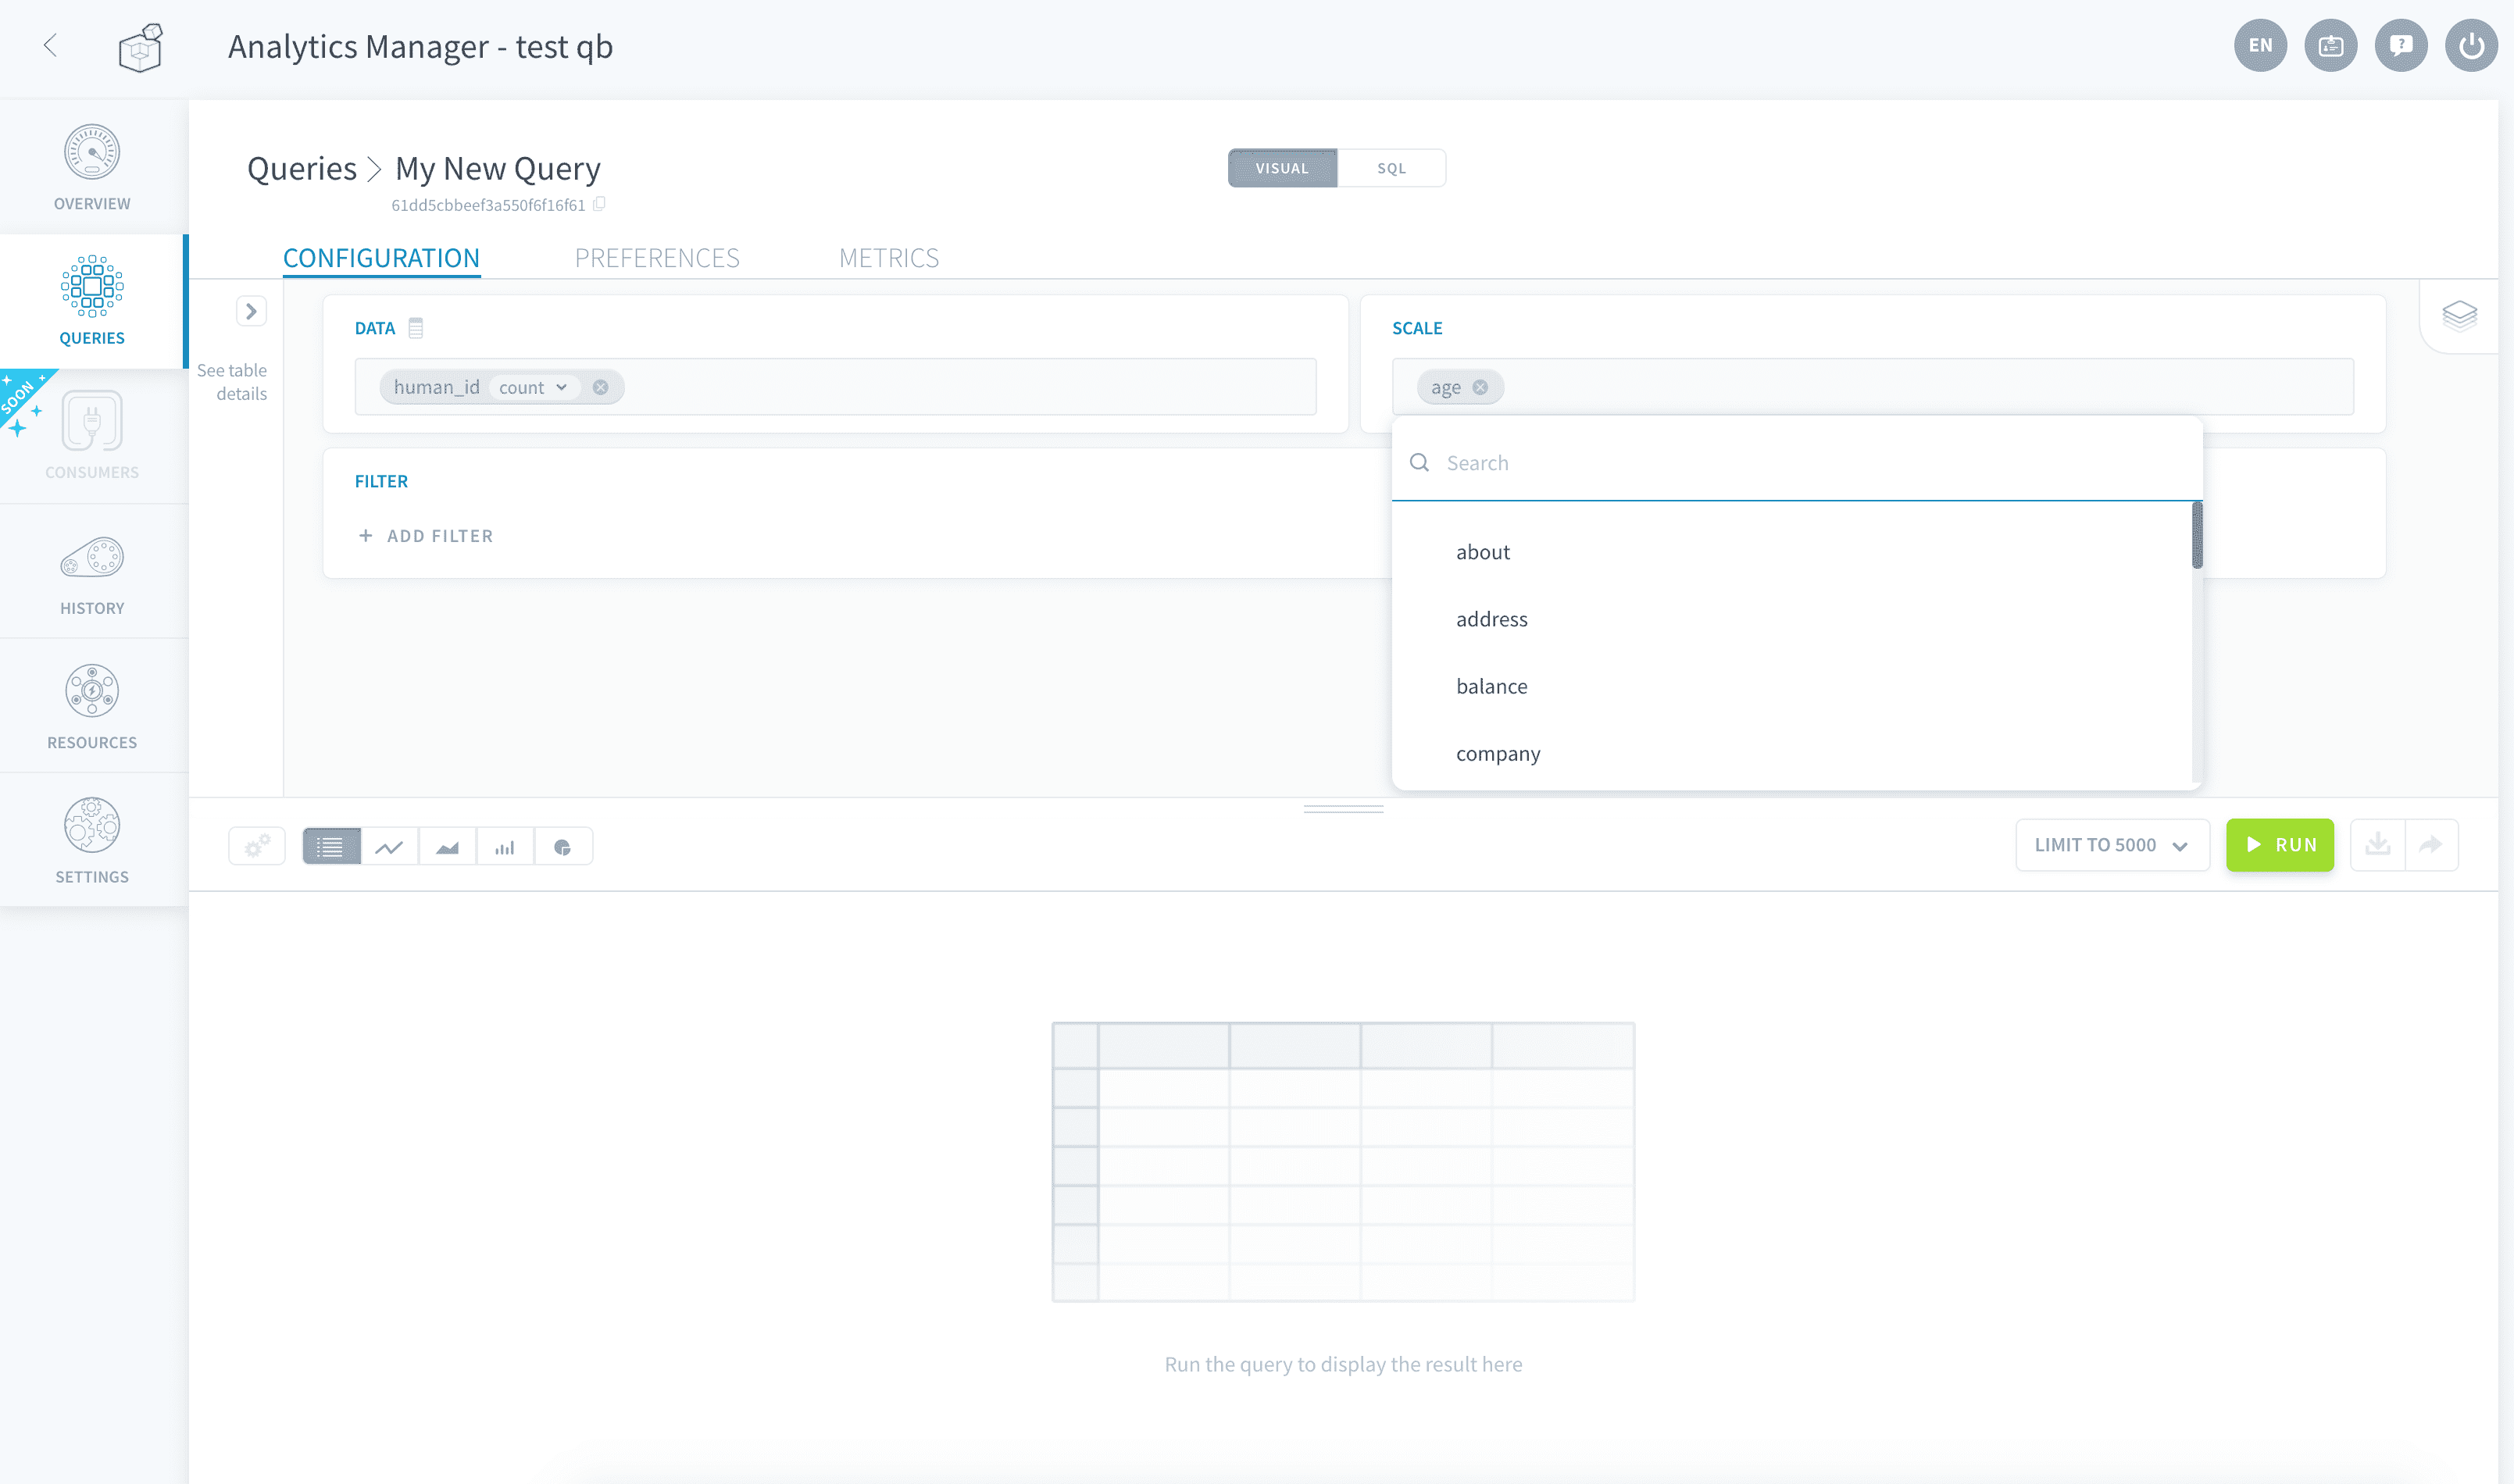 Analytics Manager - test qb
EN
OVERVIEW
QUERIES
SOON
CONSUMERS
HISTORY
RESOURCES
SETTINGS
Queries > My New Query
61dd5cbbeef3a550f6f16f61
VISUAL
SQL
CONFIGURATION
PREFERENCES
METRICS
See table
details
DATA
human_id count
SCALE
age
FILTER
+ ADD FILTER
Search
about
address
balance
company
LIMIT TO 5000
RUN
Run the query to display the result here